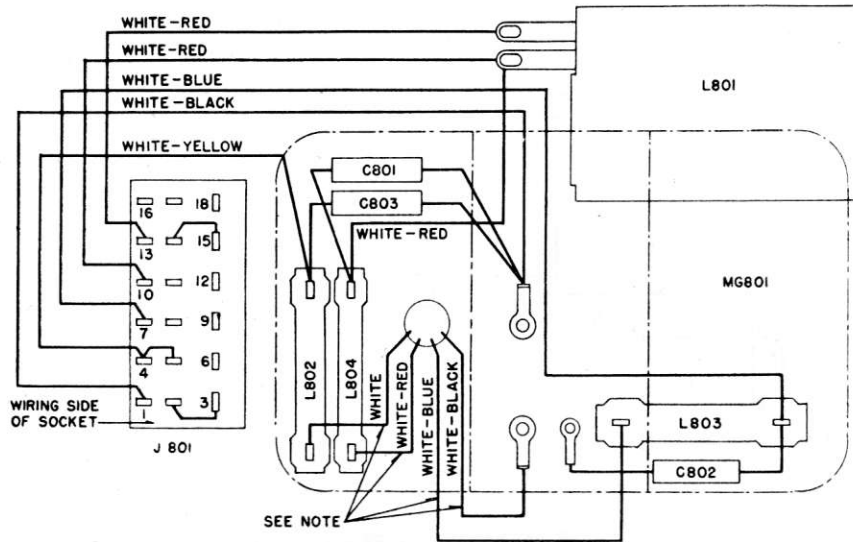 WHITE-RED
WHITE-RED
WHITE-BLUE
WHITE-BLACK
WHITE-YELLOW
L801
C801
C803
WHITE-RED
MG801
16 18
13 15
10 12
7 9
4 6
1 3
WIRING SIDE
OF SOCKET
J 801
L802
L804
WHITE
WHITE-RED
WHITE-BLUE
WHITE-BLACK
L803
C802
SEE NOTE